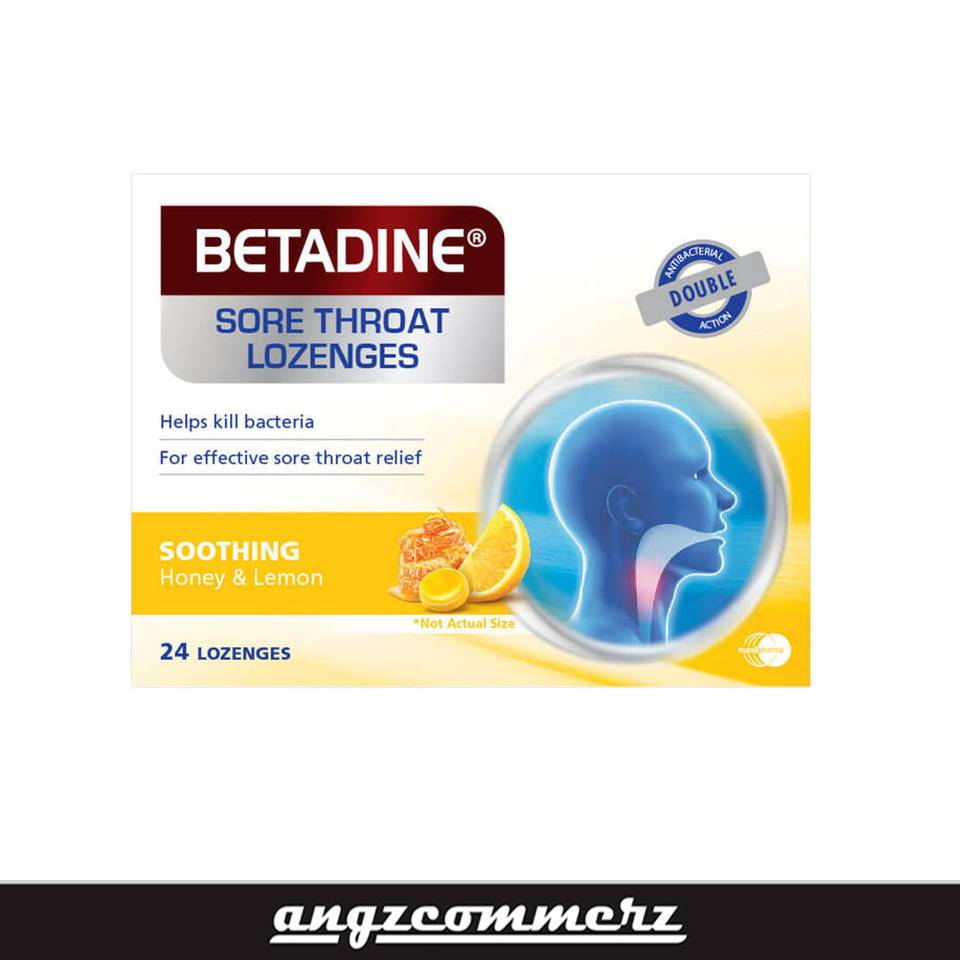 BETADINE®
SORE THROAT
LOZENGES
ANTIBACTERIAL
DOUBLE
ACTION
Helps kill bacteria
For effective sore throat relief
SOOTHING
Honey & Lemon
*Not Actual Size
24 LOZENGES
mundipharma
angzcommerz